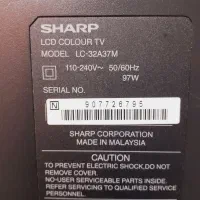 SHARP
LCD COLOUR TV
MODEL LC-32A37M
110-240V~ 50/60Hz
97W
SERIAL NO.
N 907726795
SHARP CORPORATION
MADE IN MALAYSIA
CAUTION
TO PREVENT ELECTRIC SHOCK,DO NOT
REMOVE COVER.
NO-USER SERVICEABLE PARTS INSIDE.
REFER SERVICING TO QUALIFIED